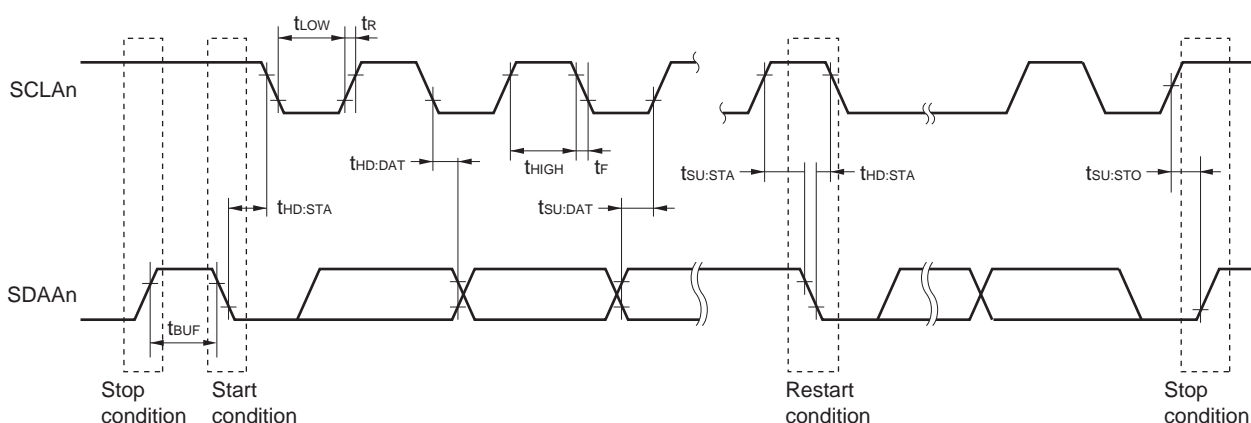 tLOW
tR
SCLAn
tHD:DAT
tHIGH
tF
tSU:STA
tHD:STA
tSU:STO
tHD:STA
tSU:DAT
SDAAn
tBUF
Stop
condition
Start
condition
Restart
condition
Stop
condition